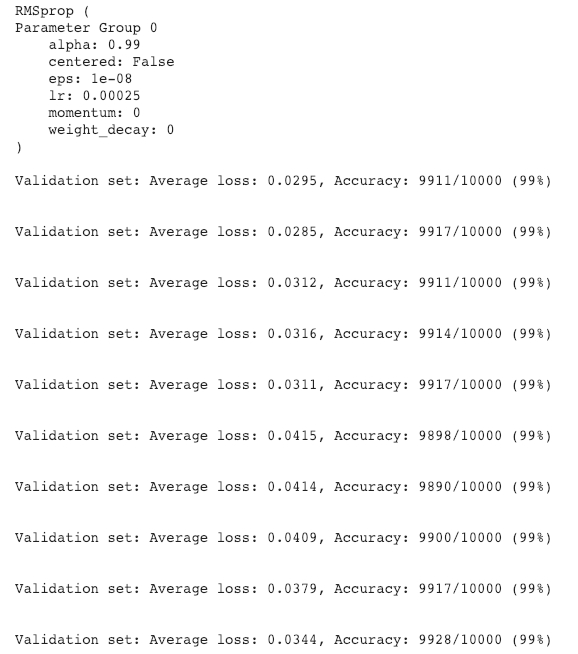 RMSprop (
Parameter Group 0
    alpha: 0.99
    centered: False
    eps: 1e-08
    lr: 0.00025
    momentum: 0
    weight_decay: 0
)
Validation set: Average loss: 0.0295, Accuracy: 9911/10000 (99%)
Validation set: Average loss: 0.0285, Accuracy: 9917/10000 (99%)
Validation set: Average loss: 0.0312, Accuracy: 9911/10000 (99%)
Validation set: Average loss: 0.0316, Accuracy: 9914/10000 (99%)
Validation set: Average loss: 0.0311, Accuracy: 9917/10000 (99%)
Validation set: Average loss: 0.0415, Accuracy: 9898/10000 (99%)
Validation set: Average loss: 0.0414, Accuracy: 9890/10000 (99%)
Validation set: Average loss: 0.0409, Accuracy: 9900/10000 (99%)
Validation set: Average loss: 0.0379, Accuracy: 9917/10000 (99%)
Validation set: Average loss: 0.0344, Accuracy: 9928/10000 (99%)